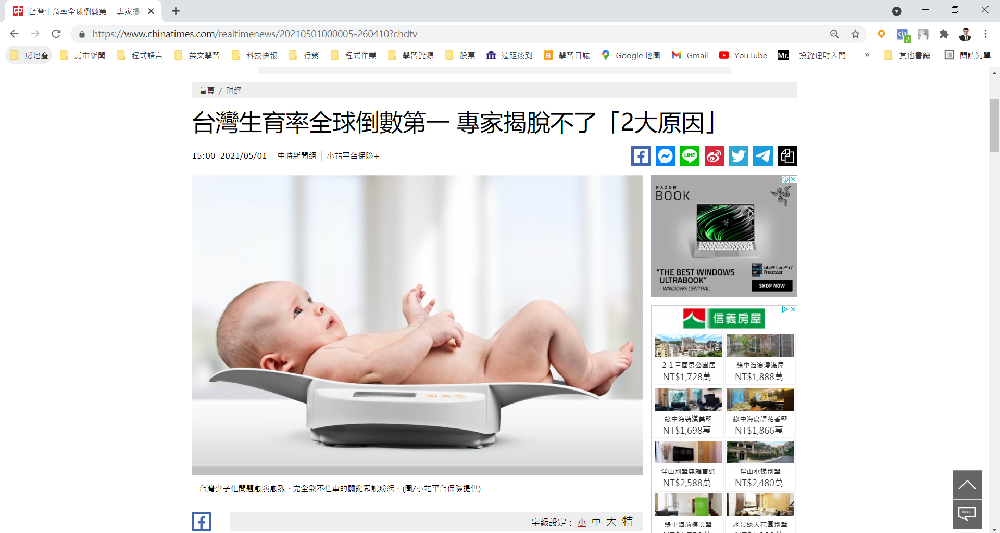 台灣生育率全球倒數第一 專家揭
https://www.chinatimes.com/realtimenews/20210501000005-260410?chdtv
2
房地產 房市新聞 程式語言 英文學習 科技快報 行銷 程式作業 學習資源 股票 遠距簽到 學習日誌 Google 地圖 Gmail YouTube Mr. - 投資理財入門 » 其他書籤 閱讀清單
首頁 / 財經
台灣生育率全球倒數第一 專家揭脫不了「2大原因」
15:00 2021/05/01 中時新聞網 小花平台保險+
LINE
RAZER
BOOK
"THE BEST WINDOWS
ULTRABOOK"
- WINDOWS CENTRAL
evo
Intel® Core™ i7
Processor
SHOP NOW
信義房屋
２１三面景公園居
NT$1,728萬
綠中海浪漫滿屋
NT$1,888萬
綠中海裝潢美墅
NT$1,698萬
綠中海鳥語花香墅
NT$1,866萬
伴山別墅典雅首選
NT$2,588萬
伴山電梯別墅
NT$2,480萬
綠中海前棟美墅
水景透天花園別墅
台灣少子化問題愈演愈烈、完全煞不住車的關鍵眾說紛紜。(圖/小花平台保險提供)
字級設定： 小 中 大 特